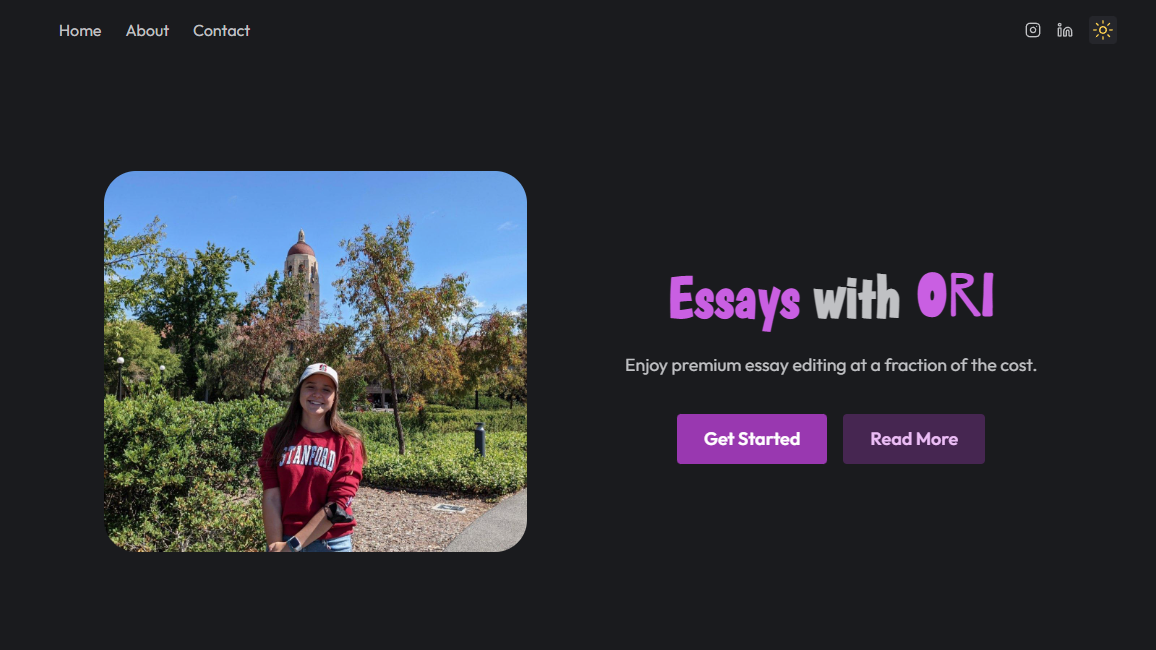 Home About Contact
Essays with ORI
Enjoy premium essay editing at a fraction of the cost.
Get Started Read More
STANFORD